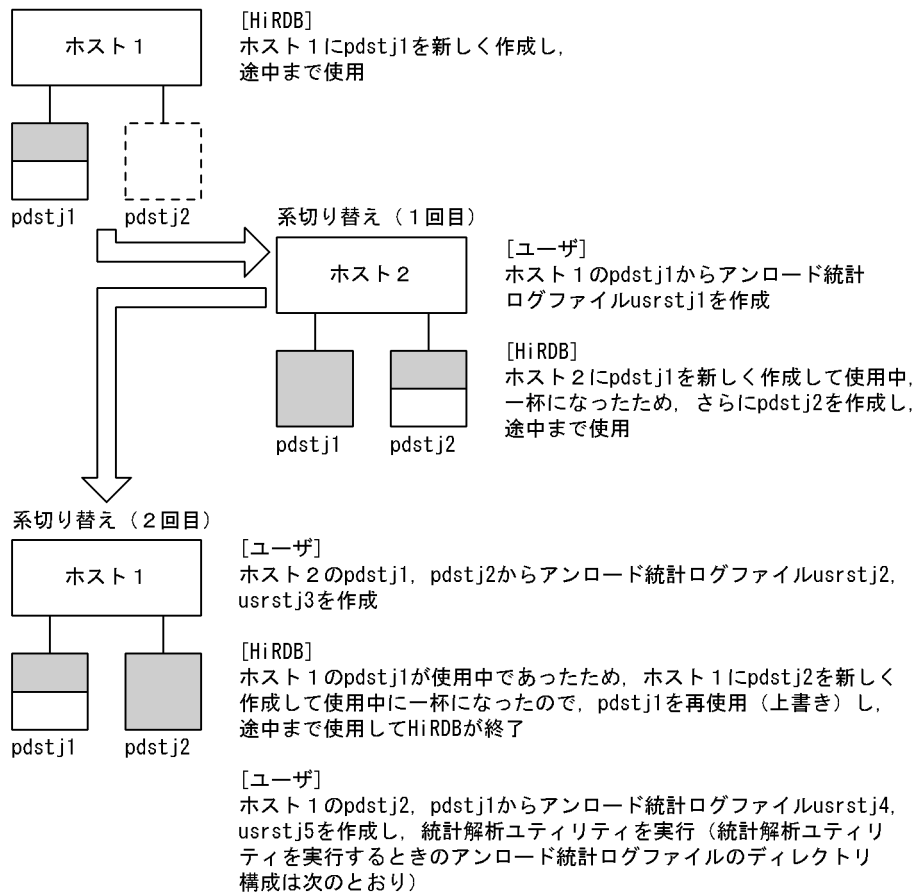 [HiRDB]
ホスト１にpdstj1を新しく作成し，
途中まで使用
ホスト１
pdstj1
pdstj2
系切り替え（１回目）
ホスト２
[ユーザ]
ホスト１のpdstj1からアンロード統計
ログファイルusrstj1を作成
[HiRDB]
ホスト２にpdstj1を新しく作成して使用中，
一杯になったため，さらにpdstj2を作成し，
途中まで使用
pdstj1
pdstj2
系切り替え（２回目）
ホスト１
[ユーザ]
ホスト２のpdstj1，pdstj2からアンロード統計ログファイルusrstj2，
usrstj3を作成
[HiRDB]
ホスト１のpdstj1が使用中であったため，ホスト１にpdstj2を新しく
作成して使用中に一杯になったので，pdstj1を再使用（上書き）し，
途中まで使用してHiRDBが終了
pdstj1
pdstj2
[ユーザ]
ホスト１のpdstj2，pdstj1からアンロード統計ログファイルusrstj4，
usrstj5を作成し，統計解析ユティリティを実行（統計解析ユティリ
ティを実行するときのアンロード統計ログファイルのディレクトリ
構成は次のとおり）